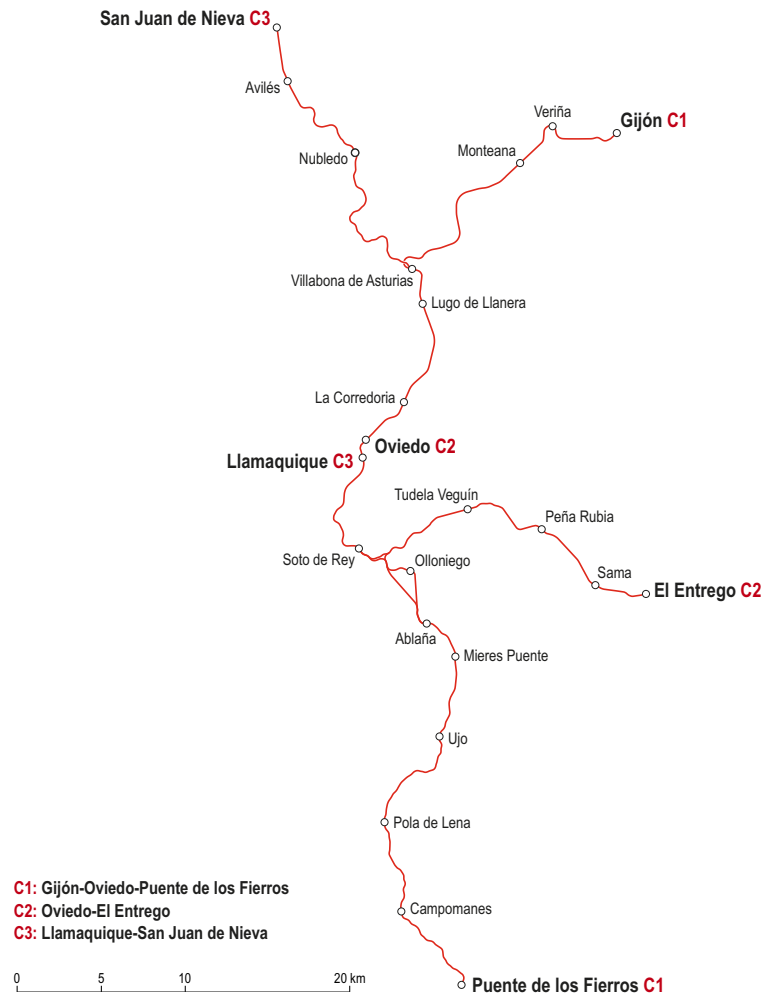 San Juan de Nieva C3
Avilés
Veriña
Gijón C1
Monteana
Nubledo
Villabona de Asturias
Lugo de Llanera
La Corredoria
Oviedo C2
Llamaquique C3
Tudela Veguín
Peña Rubia
Soto de Rey
Olloniego
Sama
El Entrego C2
Ablaña
Mieres Puente
Ujo
Pola de Lena
C1: Gijón-Oviedo-Puente de los Fierros
C2: Oviedo-El Entrego
Campomanes
C3: Llamaquique-San Juan de Nieva
0 5 10 20 km
Puente de los Fierros C1